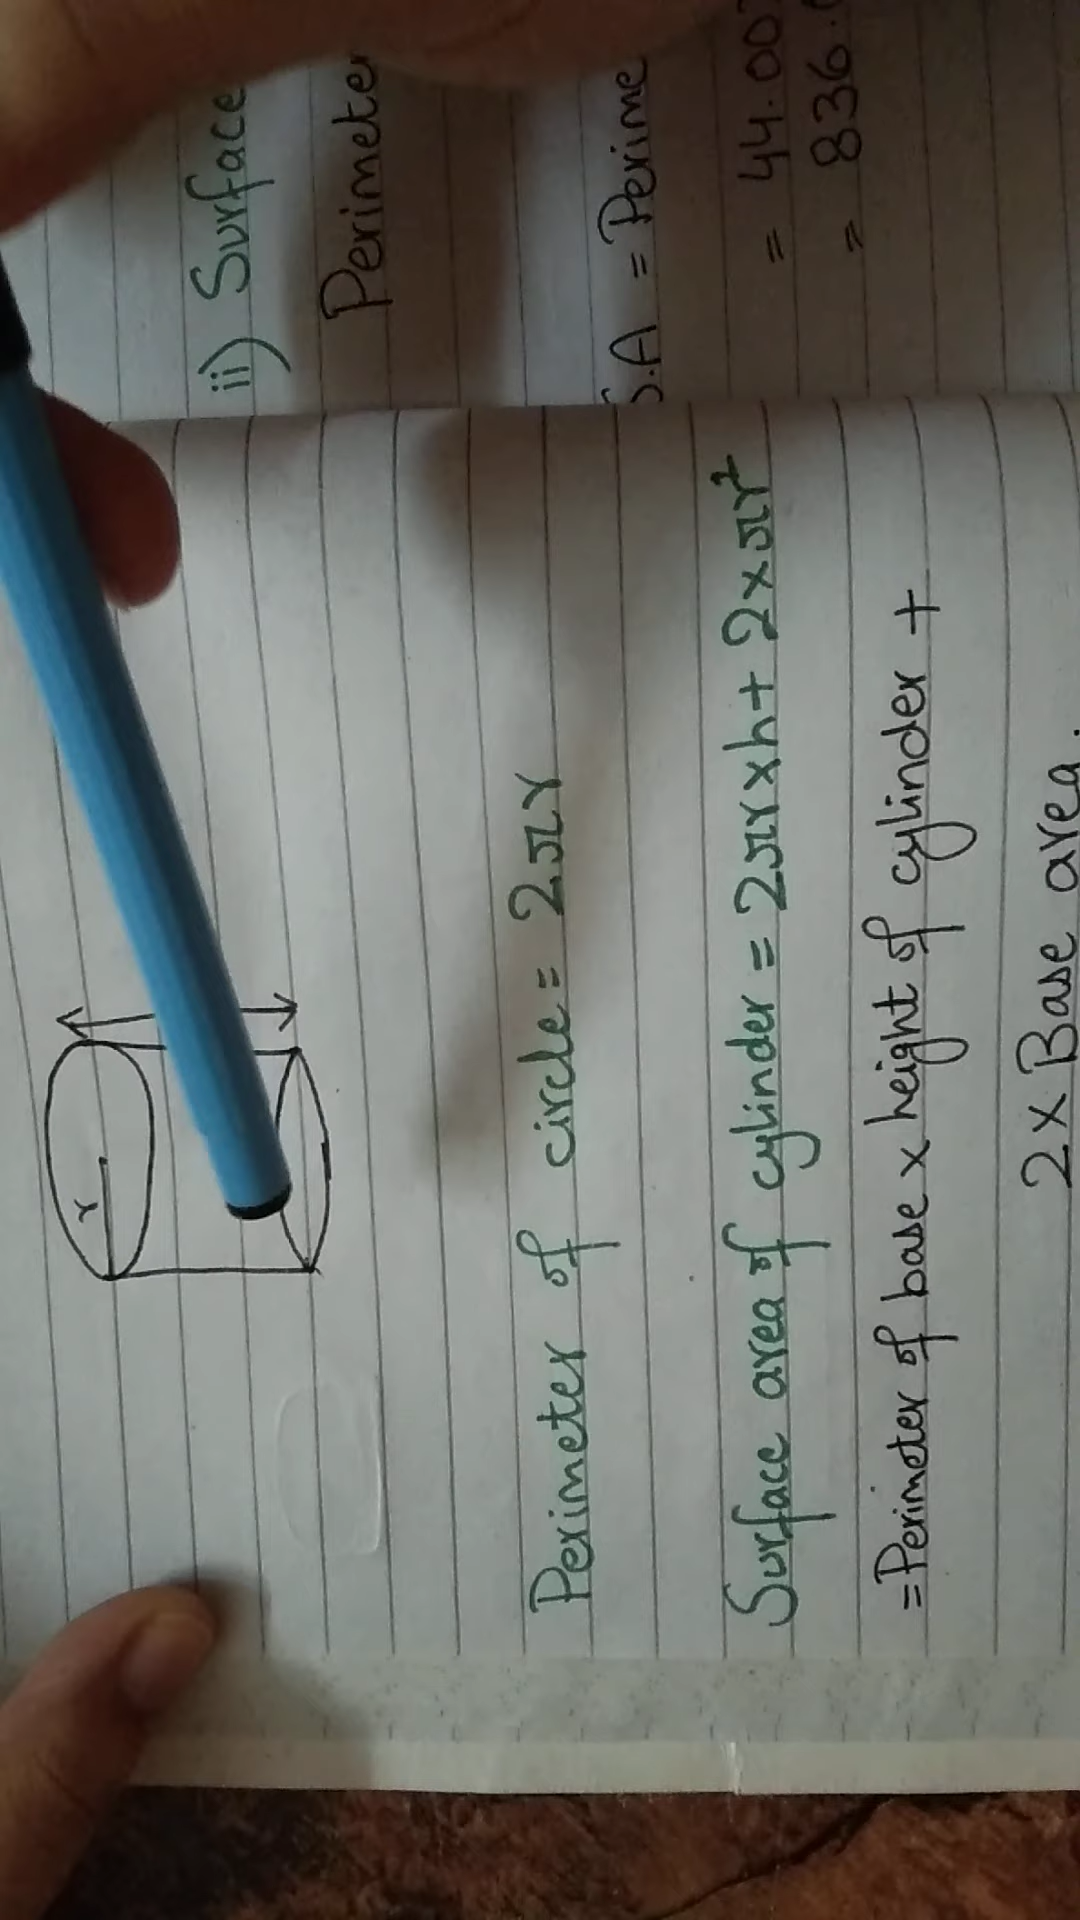 r
Perimeter of circle = 2πr
Surface area of cylinder = 2πr x h + 2 x πr²
= Perimeter of base x height of cylinder +
2 x Base area.
ii) Surface
Perimeter
S.A = Perime
= 44.00
= 836.